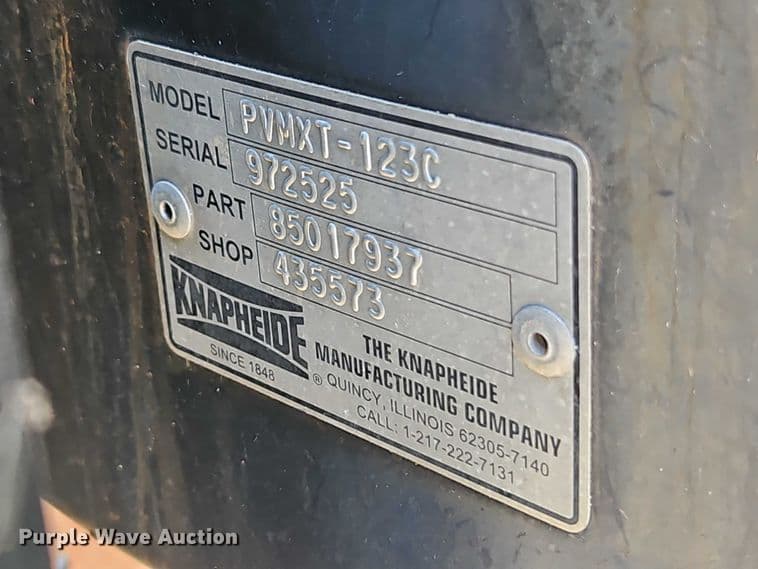 MODEL PVMXT-123C
SERIAL 972525
PART 85017937
SHOP 435573
KNAPHEIDE
SINCE 1848
®
THE KNAPHEIDE
MANUFACTURING COMPANY
QUINCY, ILLINOIS 62305-7140
CALL: 1-217-222-7131
Purple Wave Auction